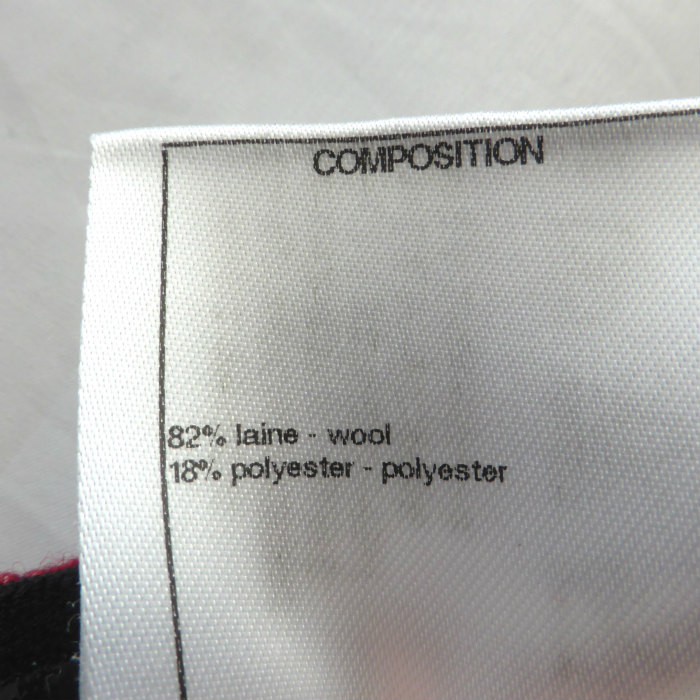 COMPOSITION
82% laine - wool
18% polyester - polyester